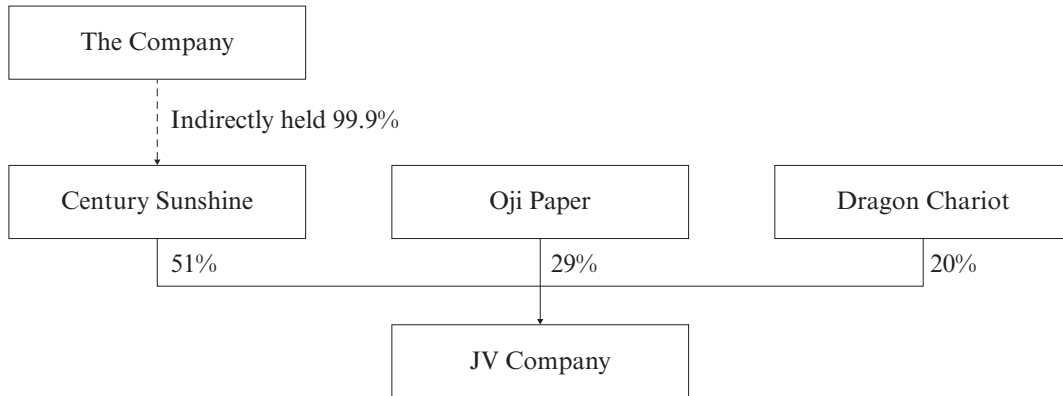 The Company
Indirectly held 99.9%
Century Sunshine
Oji Paper
Dragon Chariot
51%
29%
20%
JV Company